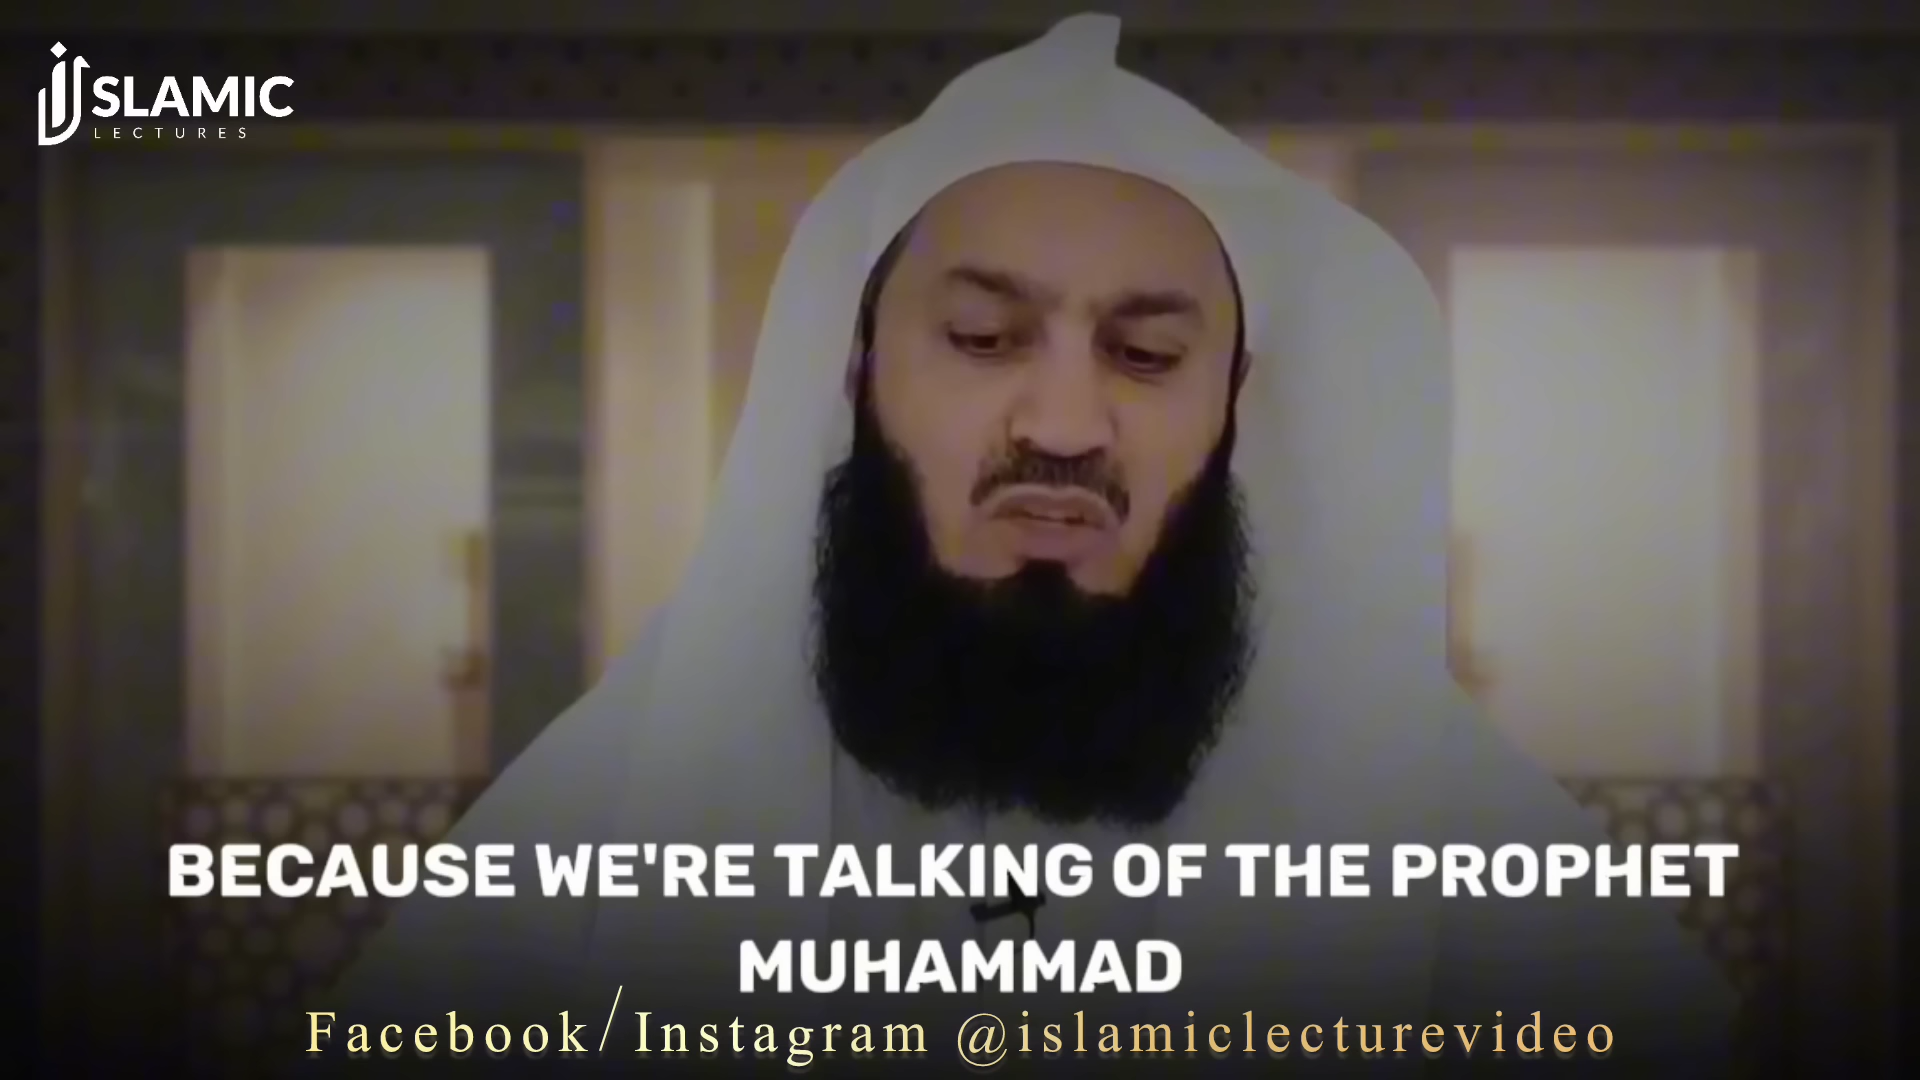 ISLAMIC
LECTURES
BECAUSE WE'RE TALKING OF THE PROPHET
MUHAMMAD
Facebook/Instagram @islamiclecturevideo